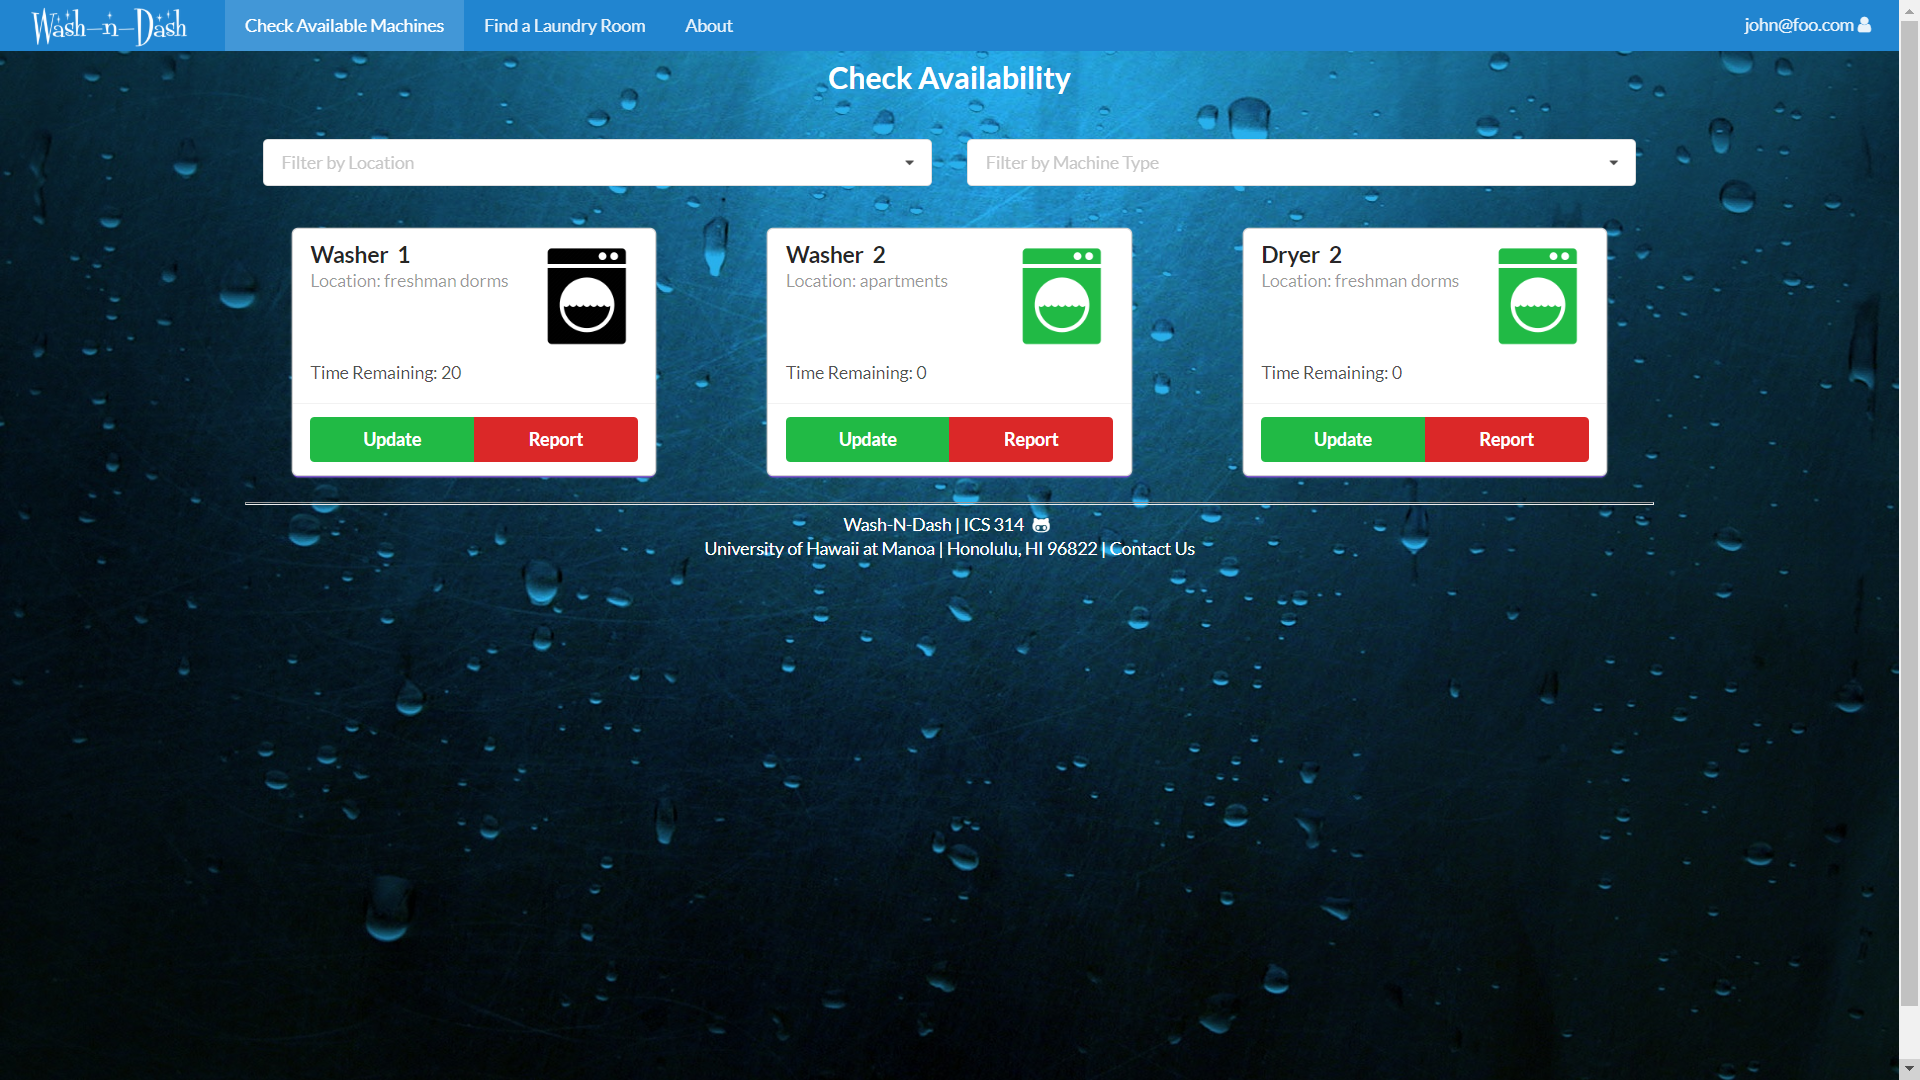 Wash-n-Dash
Check Available Machines
Find a Laundry Room
About
john@foo.com
Check Availability
Filter by Location
Filter by Machine Type
Washer 1
Location: freshman dorms
Time Remaining: 20
Update
Report
Washer 2
Location: apartments
Time Remaining: 0
Update
Report
Dryer 2
Location: freshman dorms
Time Remaining: 0
Update
Report
Wash-N-Dash | ICS 314
University of Hawaii at Manoa | Honolulu, HI 96822 | Contact Us